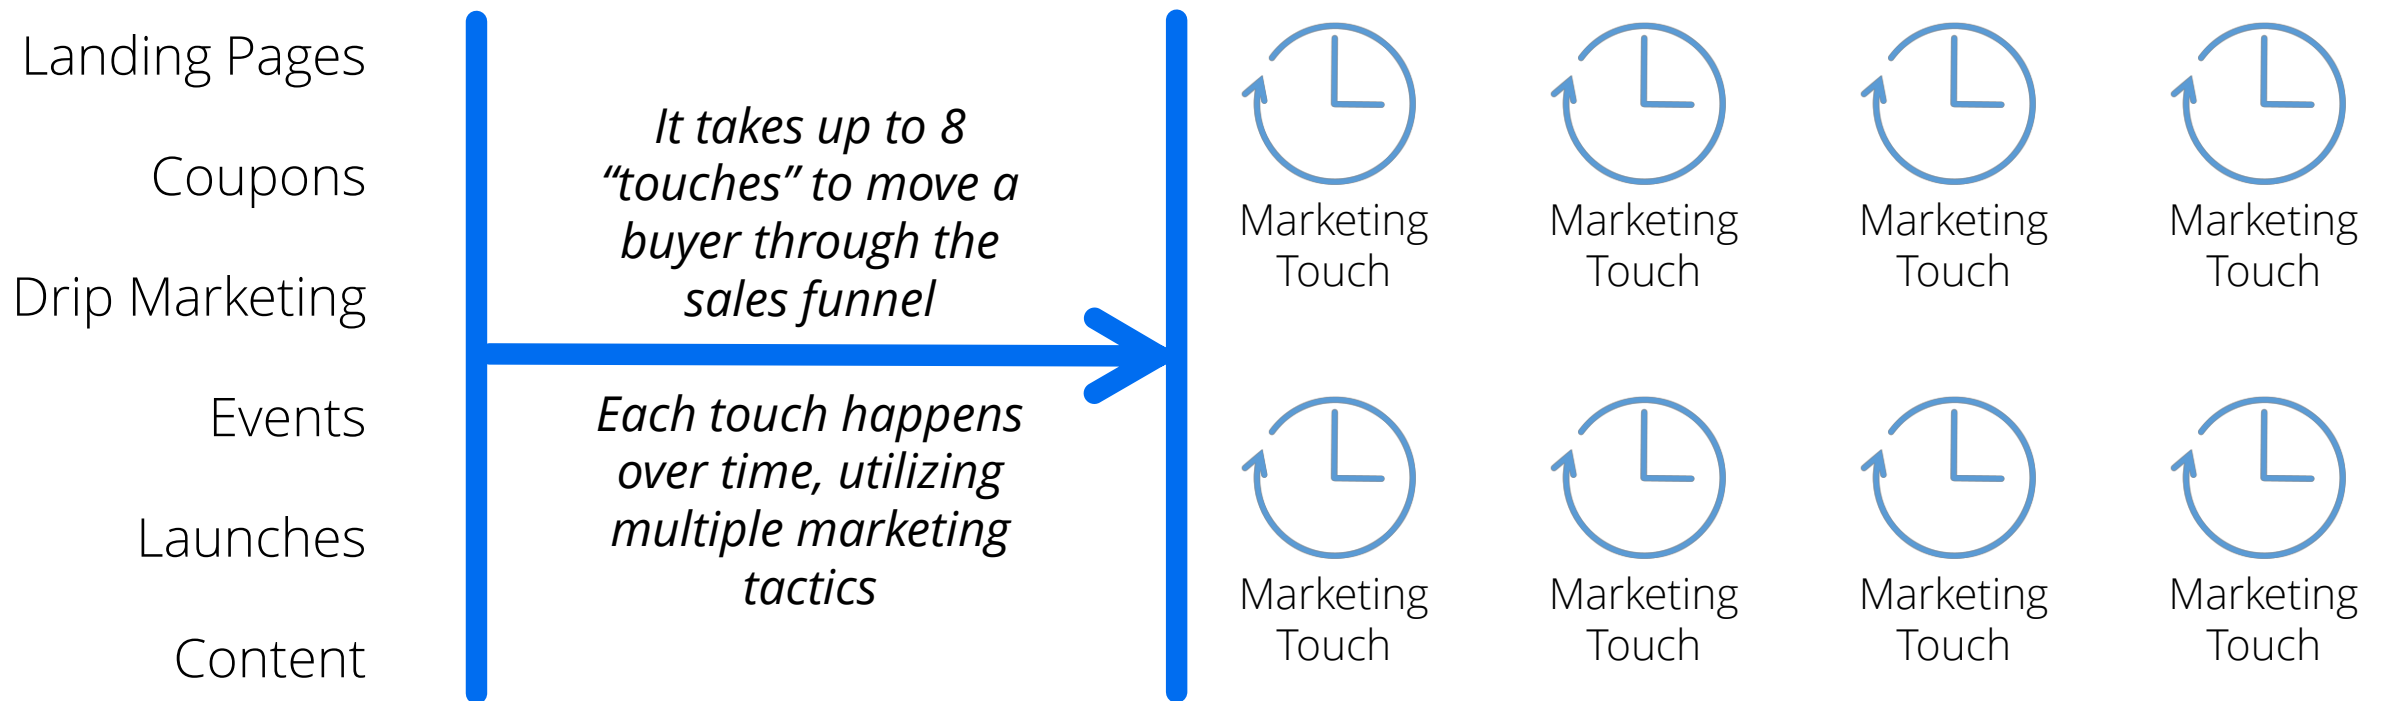 Landing Pages
Coupons
Drip Marketing
Events
Launches
Content
It takes up to 8
“touches” to move a
buyer through the
sales funnel
Each touch happens
over time, utilizing
multiple marketing
tactics
Marketing
Touch
Marketing
Touch
Marketing
Touch
Marketing
Touch
Marketing
Touch
Marketing
Touch
Marketing
Touch
Marketing
Touch